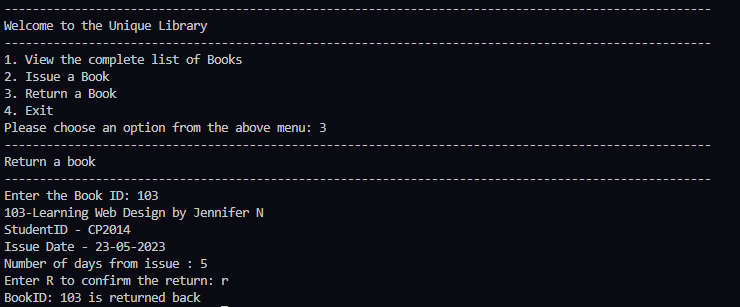 -----------------------------------------------------------------------------------------
Welcome to the Unique Library
-----------------------------------------------------------------------------------------
1. View the complete list of Books
2. Issue a Book
3. Return a Book
4. Exit
Please choose an option from the above menu: 3
-----------------------------------------------------------------------------------------
Return a book
-----------------------------------------------------------------------------------------
Enter the Book ID: 103
103-Learning Web Design by Jennifer N
StudentID - CP2014
Issue Date - 23-05-2023
Number of days from issue : 5
Enter R to confirm the return: r
BookID: 103 is returned back